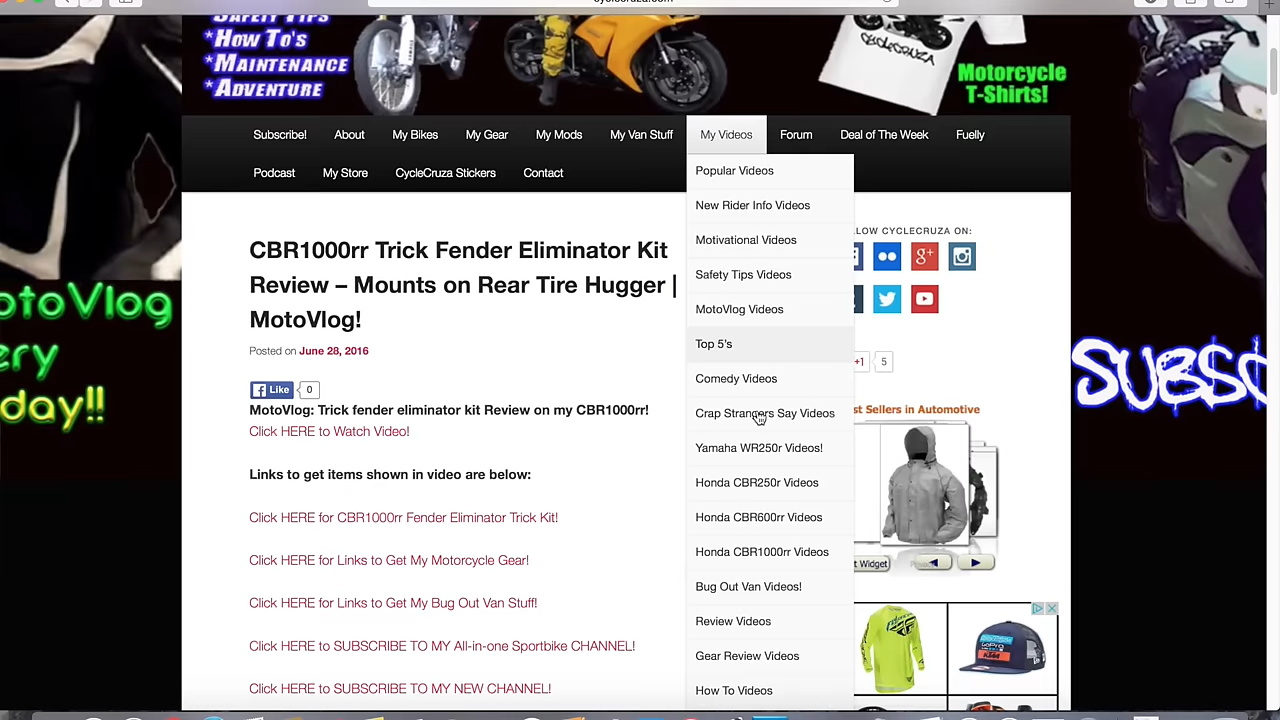 cyclecruza.com
*How To's
*Maintenance
*Adventure
CYCLECRUZA
Motorcycle
T-Shirts!
Subscribe! About My Bikes My Gear My Mods My Van Stuff My Videos Forum Deal of The Week Fuelly
Podcast My Store CycleCruza Stickers Contact
Popular Videos
New Rider Info Videos
Motivational Videos
Safety Tips Videos
MotoVlog Videos
Top 5's
Comedy Videos
Crap Strangers Say Videos
Yamaha WR250r Videos!
Honda CBR250r Videos
Honda CBR600rr Videos
Honda CBR1000rr Videos
Bug Out Van Videos!
Review Videos
Gear Review Videos
How To Videos
CBR1000rr Trick Fender Eliminator Kit
Review – Mounts on Rear Tire Hugger |
MotoVlog!
Posted on June 28, 2016
Like 0
MotoVlog: Trick fender eliminator kit Review on my CBR1000rr!
Click HERE to Watch Video!
Links to get items shown in video are below:
Click HERE for CBR1000rr Fender Eliminator Trick Kit!
Click HERE for Links to Get My Motorcycle Gear!
Click HERE for Links to Get My Bug Out Van Stuff!
Click HERE to SUBSCRIBE TO MY All-in-one Sportbike CHANNEL!
Click HERE to SUBSCRIBE TO MY NEW CHANNEL!
LOW CYCLECRUZA ON:
+1 5
st Sellers in Automotive
t Widget
otoVlog
ery
day!!
SUBSC
GoPro
KTM